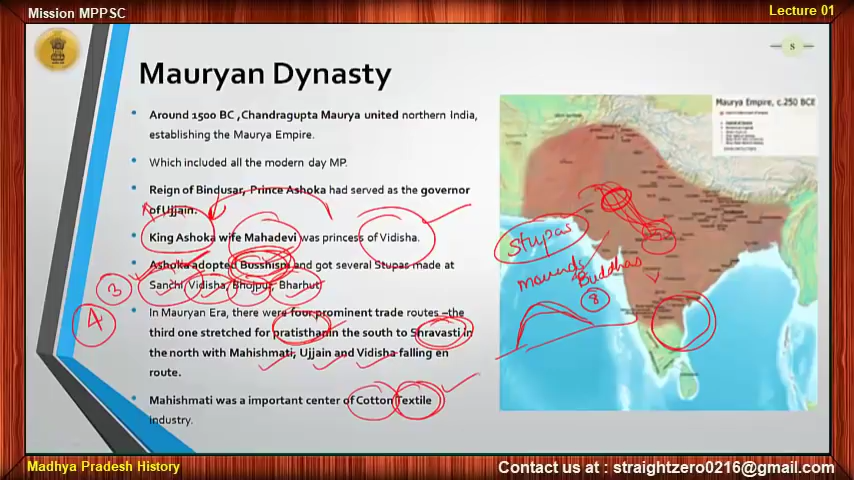 Mission MPPSC
Lecture 01
Mauryan Dynasty
S
Around 1500 BC ,Chandragupta Maurya united northern India,
establishing the Maurya Empire.
Which included all the modern day MP.
Reign of Bindusar, Prince Ashoka had served as the governor
of Ujjain.
King Ashoka wife Mahadevi was princess of Vidisha.
Ashoka adopted Busshism and got several Stupas made at
Sanchi, Vidisha, Bhojpur, Bharhut
In Mauryan Era, there were four prominent trade routes –the
third one stretched for pratisthanin the south to Shravasti in
the north with Mahishmati, Ujjain and Vidisha falling en
route.
Mahishmati was a important center of Cotton Textile
industry.
3
4
Maurya Empire, c.250 BCE
Stupas
mounds
Buddhas
8
Madhya Pradesh History
Contact us at : straightzero0216@gmail.com